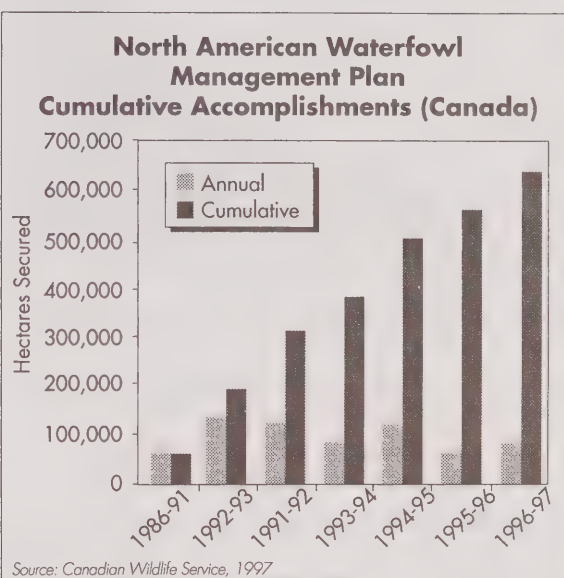 North American Waterfowl
Management Plan
Cumulative Accomplishments (Canada)
700,000
600,000
500,000
400,000
300,000
200,000
100,000
0
Hectares Secured
Annual
Cumulative
1986-91
1992-93
1991-92
1993-94
1994-95
1995-96
1996-97
Source: Canadian Wildlife Service, 1997